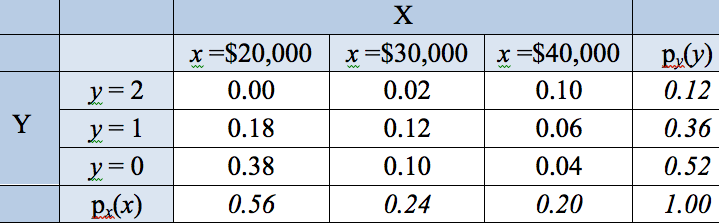 X
x =$20,000 x =$30,000 x =$40,000 py(y)
y = 2 0.00 0.02 0.10 0.12
Y y = 1 0.18 0.12 0.06 0.36
y = 0 0.38 0.10 0.04 0.52
px(x) 0.56 0.24 0.20 1.00